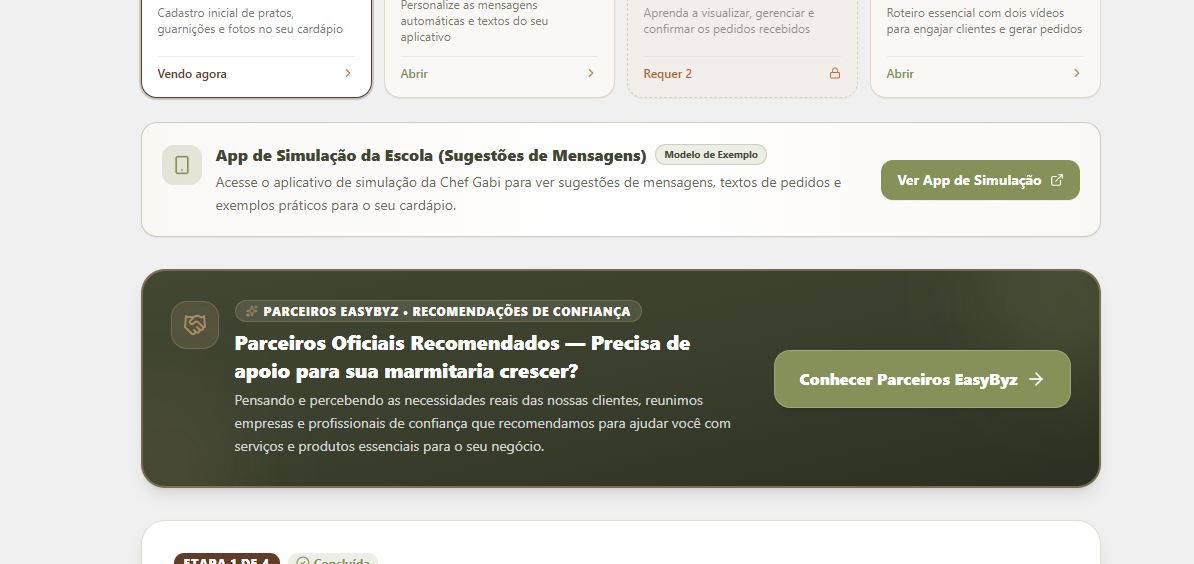 Cadastro inicial de pratos,
guarnições e fotos no seu cardápio
Vendo agora
Personalize as mensagens
automáticas e textos do seu
aplicativo
Abrir
Aprenda a visualizar, gerenciar e
confirmar os pedidos recebidos
Requer 2
Roteiro essencial com dois vídeos
para engajar clientes e gerar pedidos
Abrir
App de Simulação da Escola (Sugestões de Mensagens)
Modelo de Exemplo
Acesse o aplicativo de simulação da Chef Gabi para ver sugestões de mensagens, textos de pedidos e
exemplos práticos para o seu cardápio.
Ver App de Simulação
PARCEIROS EASYBYZ • RECOMENDAÇÕES DE CONFIANÇA
Parceiros Oficiais Recomendados — Precisa de
apoio para sua marmitaria crescer?
Pensando e percebendo as necessidades reais das nossas clientes, reunimos
empresas e profissionais de confiança que recomendamos para ajudar você com
serviços e produtos essenciais para o seu negócio.
Conhecer Parceiros EasyByz
ETAPA 1 DE 4
Concluída